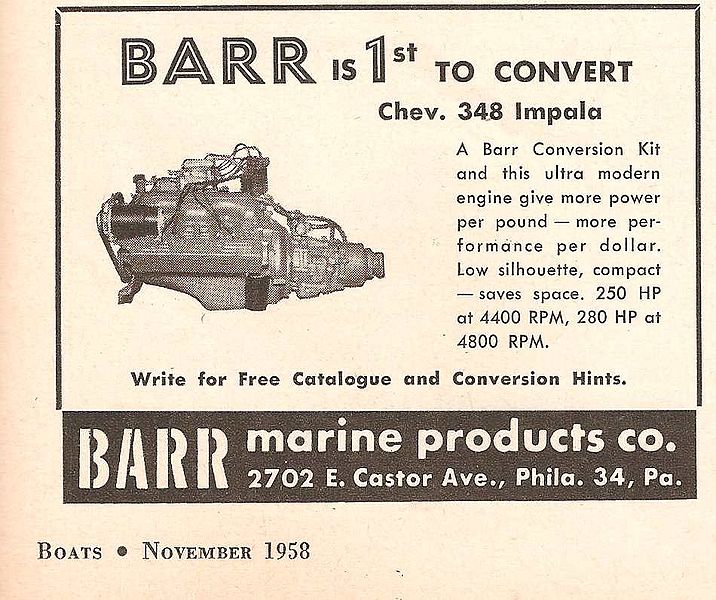 BARR IS 1st TO CONVERT
Chev. 348 Impala
A Barr Conversion Kit
and this ultra modern
engine give more power
per pound — more per-
formance per dollar.
Low silhouette, compact
— saves space. 250 HP
at 4400 RPM, 280 HP at
4800 RPM.
Write for Free Catalogue and Conversion Hints.
BARR marine products co.
2702 E. Castor Ave., Phila. 34, Pa.
BOATS • NOVEMBER 1958